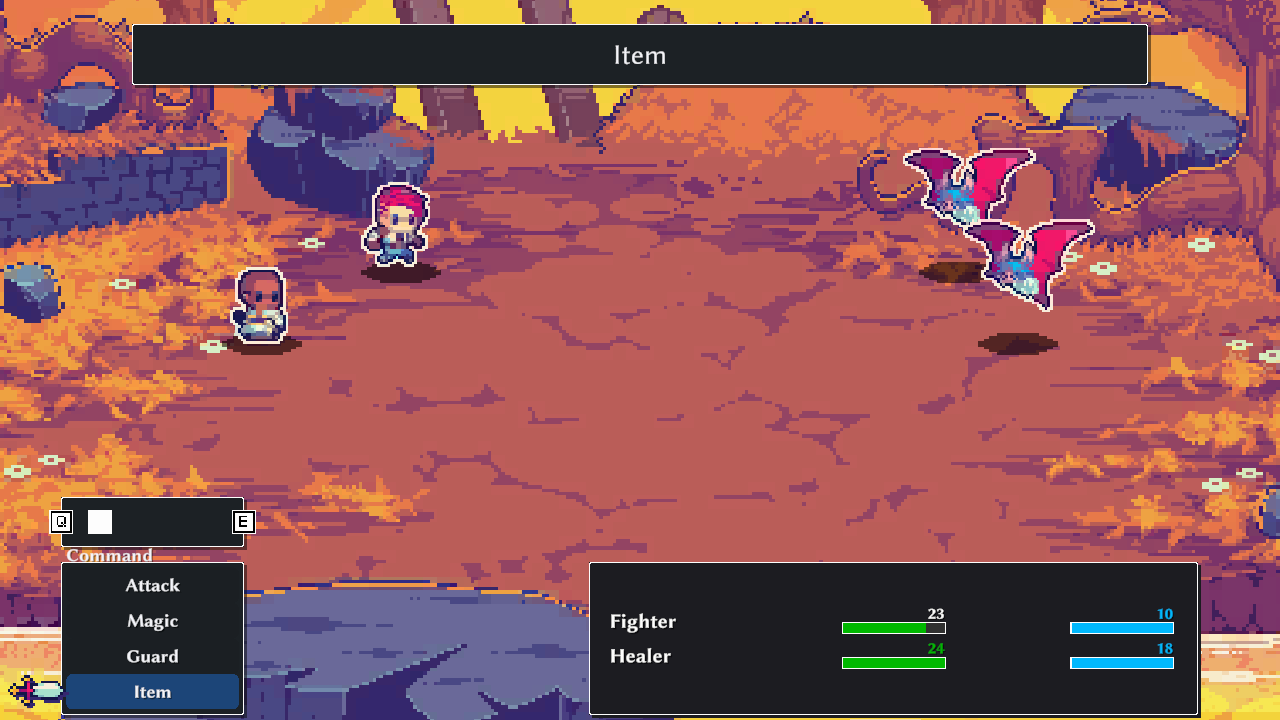 Item
Q E
Command
Attack
Magic
Guard
Item
Fighter 23 10
Healer 24 18